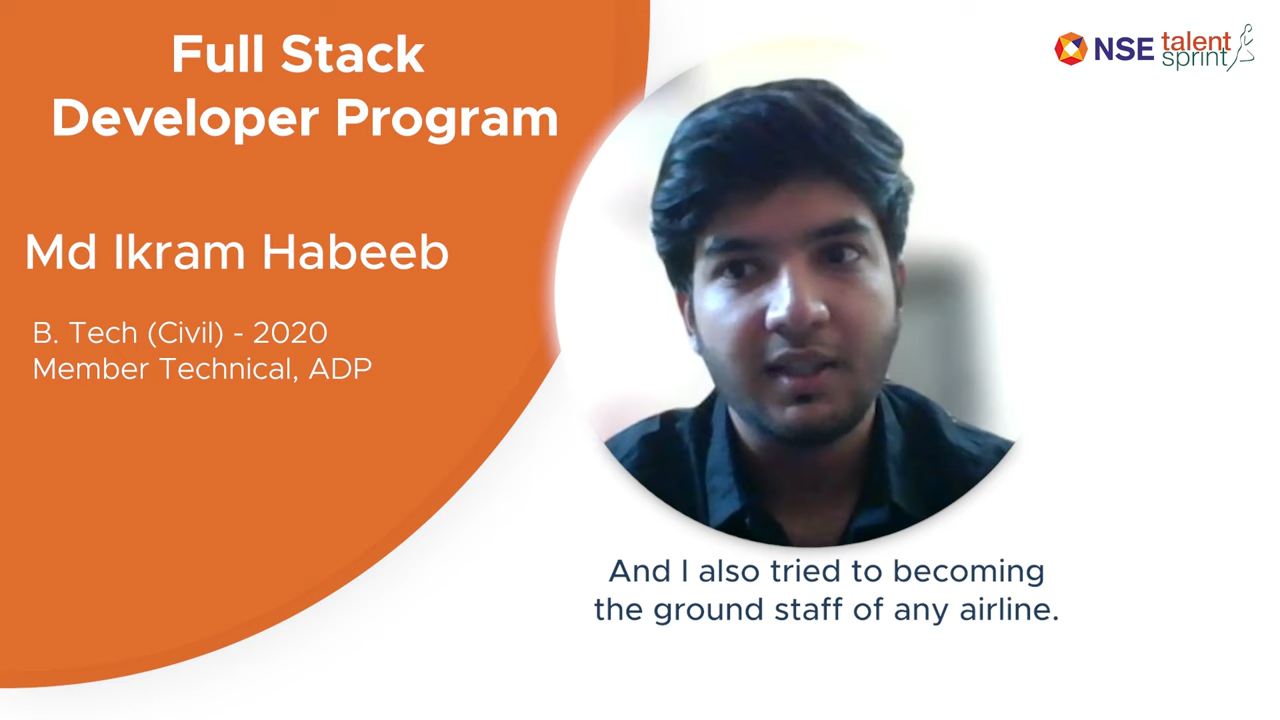 Full Stack
Developer Program
NSE talent
sprint
Md Ikram Habeeb
B. Tech (Civil) - 2020
Member Technical, ADP
And I also tried to becoming
the ground staff of any airline.